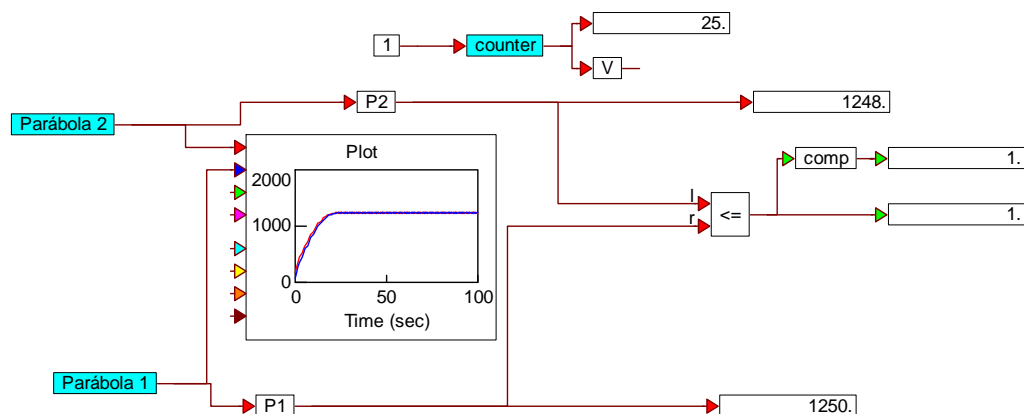 1
counter
25.
V
Parábola 2
P2
1248.
Plot
2000
1000
0
0
50
100
Time (sec)
l
r
<=
comp
1.
1.
Parábola 1
P1
1250.